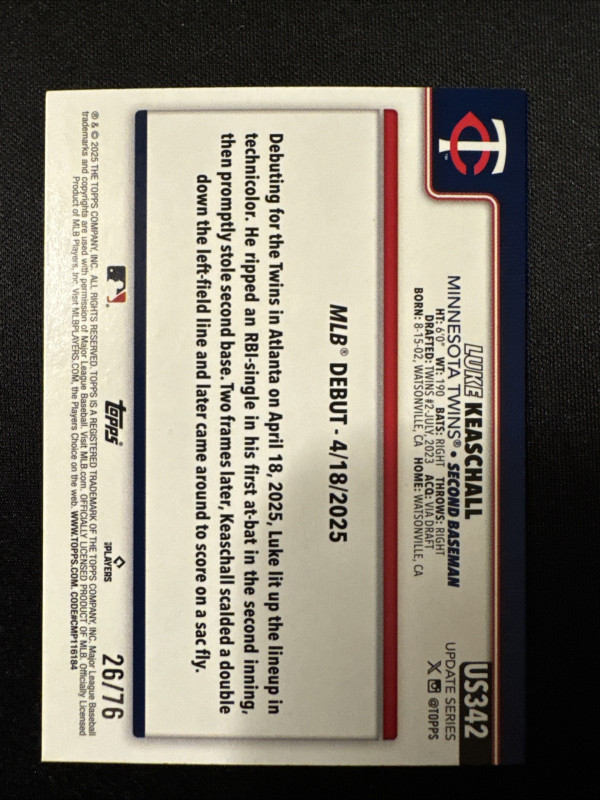 TC
™
US342
UPDATE SERIES
@TOPPS
LUKE KEASCHALL
MINNESOTA TWINS® • SECOND BASEMAN
HT: 6'0" WT: 190 BATS: RIGHT THROWS: RIGHT
DRAFTED: TWINS #2-JULY, 2023 ACQ: VIA DRAFT
BORN: 8-15-02, WATSONVILLE, CA HOME: WATSONVILLE, CA
MLB® DEBUT - 4/18/2025
Debuting for the Twins in Atlanta on April 18, 2025, Luke lit up the lineup in
technicolor. He ripped an RBI-single in his first at-bat in the second inning,
then promptly stole second base. Two frames later, Keaschall scalded a double
down the left-field line and later came around to score on a sac fly.
topps®
PLAYERS
26/76
® & © 2025 THE TOPPS COMPANY, INC. ALL RIGHTS RESERVED. TOPPS IS A REGISTERED TRADEMARK OF THE TOPPS COMPANY, INC. Major League Baseball
trademarks and copyrights are used with permission of Major League Baseball. Visit MLB.com. OFFICIALLY LICENSED PRODUCT OF MLB. Officially Licensed
Product of MLB Players, Inc. Visit MLBPLAYERS.COM, the Players Choice on the web. WWW.TOPPS.COM. CODE#CMP116184